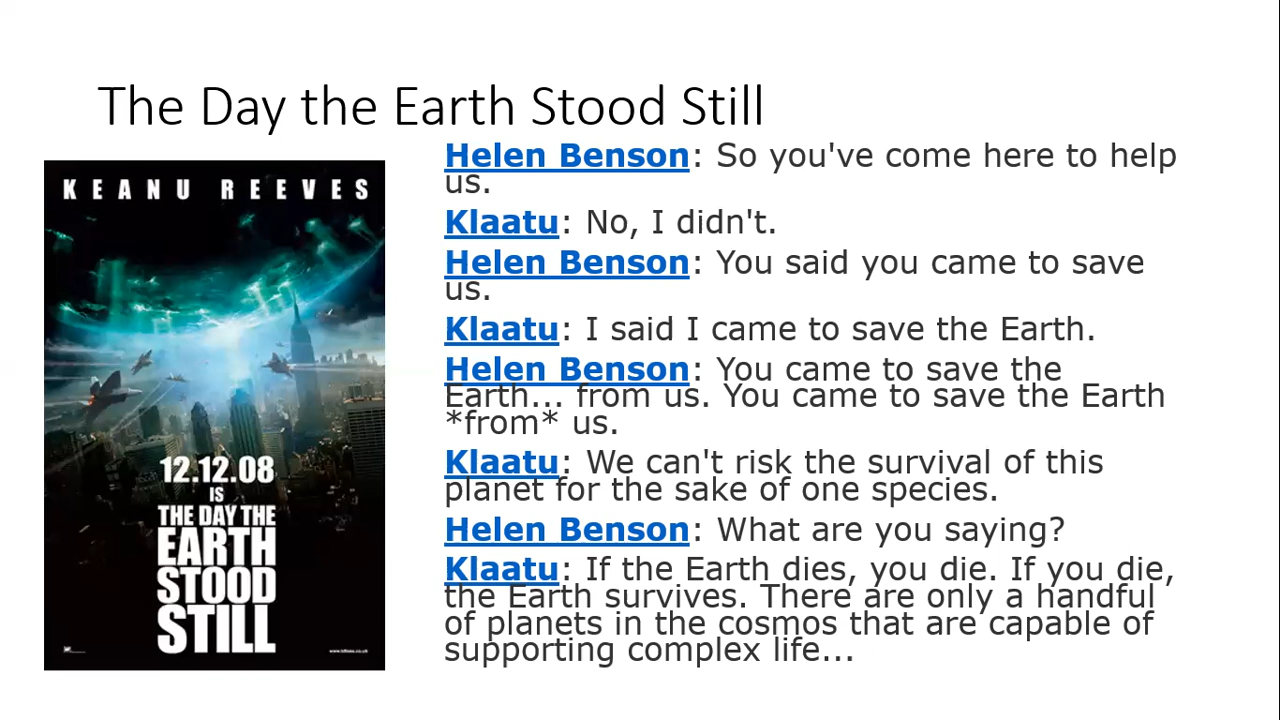 The Day the Earth Stood Still
KEANU REEVES
12.12.08
IS
THE DAY THE
EARTH
STOOD
STILL
Helen Benson: So you've come here to help
us.
Klaatu: No, I didn't.
Helen Benson: You said you came to save
us.
Klaatu: I said I came to save the Earth.
Helen Benson: You came to save the
Earth... from us. You came to save the Earth
*from* us.
Klaatu: We can't risk the survival of this
planet for the sake of one species.
Helen Benson: What are you saying?
Klaatu: If the Earth dies, you die. If you die,
the Earth survives. There are only a handful
of planets in the cosmos that are capable of
supporting complex life...